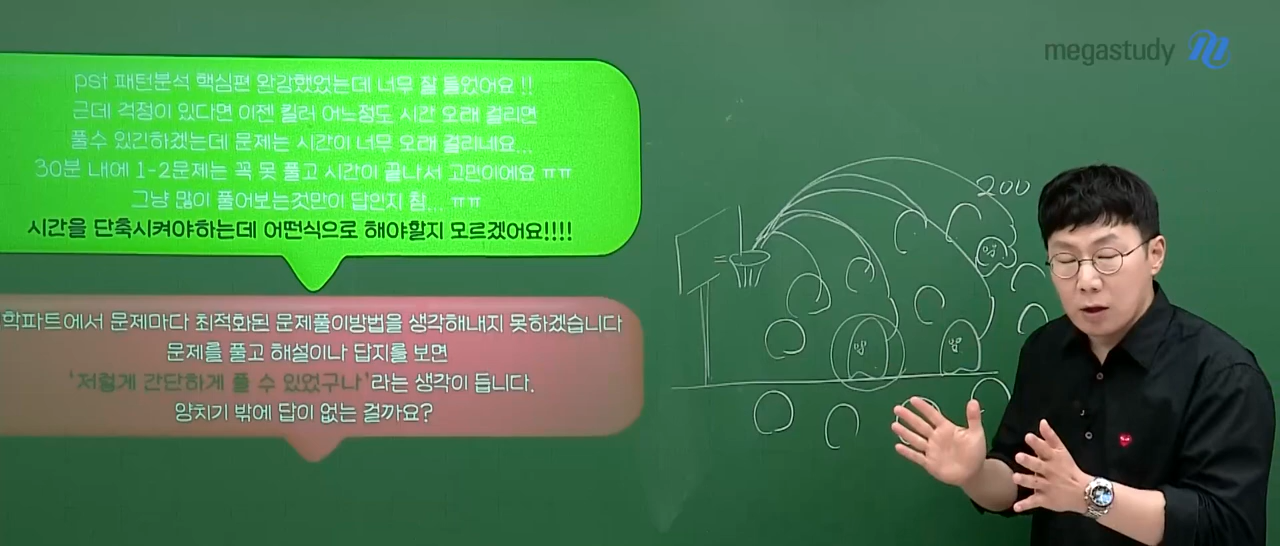 megastudy
pst 패턴분석 핵심편 완강했었는데 너무 잘 들었어요 !!
근데 걱정이 있다면 이젠 킬러 어느정도 시간 오래 걸리면
풀수 있긴하겠는데 문제는 시간이 너무 오래 걸리네요...
30분 내에 1-2문제는 꼭 못 풀고 시간이 끝나서 고민이에요 ㅠㅠ
그냥 많이 풀어보는것만이 답인지 참... ㅠㅠ
시간을 단축시켜야하는데 어떤식으로 해야할지 모르겠어요!!!!
학파트에서 문제마다 최적화된 문제풀이방법을 생각해내지 못하겠습니다
문제를 풀고 해설이나 답지를 보면
'저렇게 간단하게 풀 수 있었구나'라는 생각이 듭니다.
양치기 밖에 답이 없는 걸까요?
200